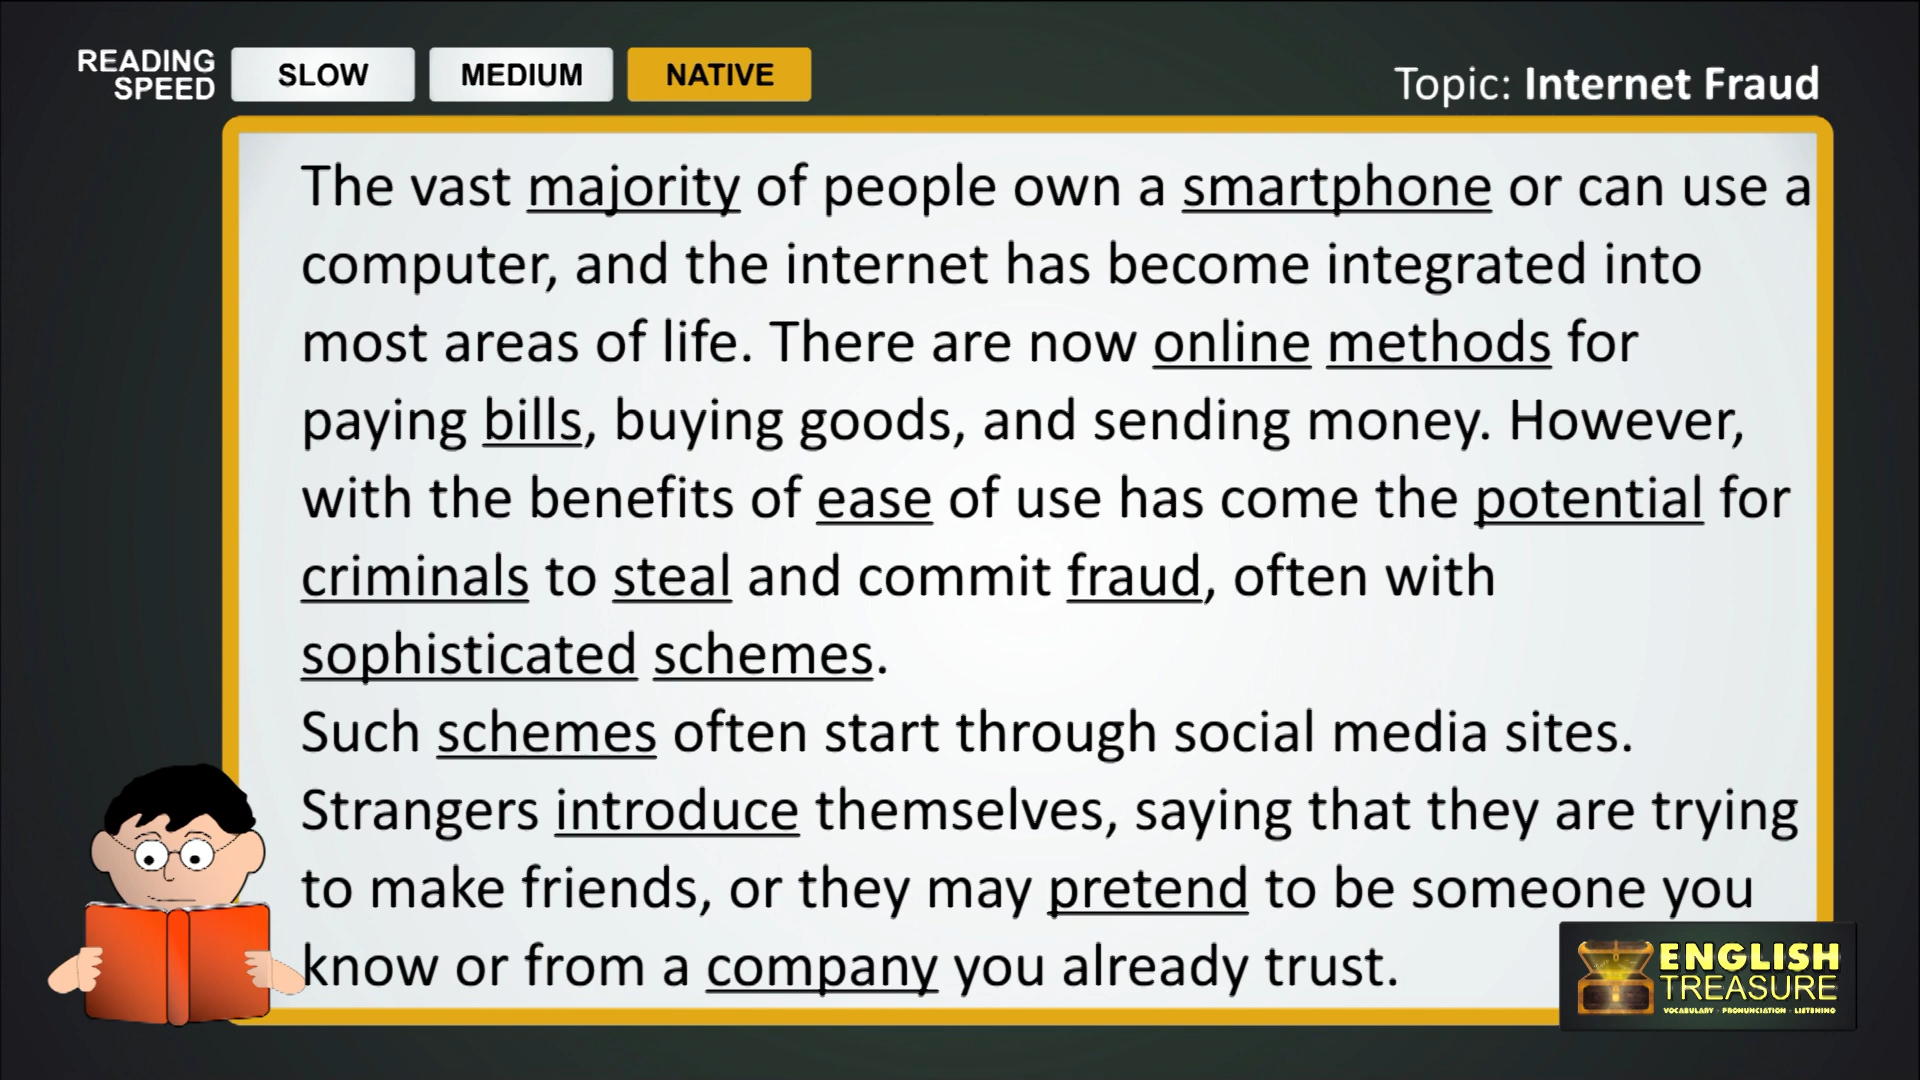 READING
SPEED
SLOW
MEDIUM
NATIVE
Topic: Internet Fraud
The vast majority of people own a smartphone or can use a
computer, and the internet has become integrated into
most areas of life. There are now online methods for
paying bills, buying goods, and sending money. However,
with the benefits of ease of use has come the potential for
criminals to steal and commit fraud, often with
sophisticated schemes.
Such schemes often start through social media sites.
Strangers introduce themselves, saying that they are trying
to make friends, or they may pretend to be someone you
know or from a company you already trust.
ENGLISH
TREASURE
VOCABULARY - PRONUNCIATION - LISTENING